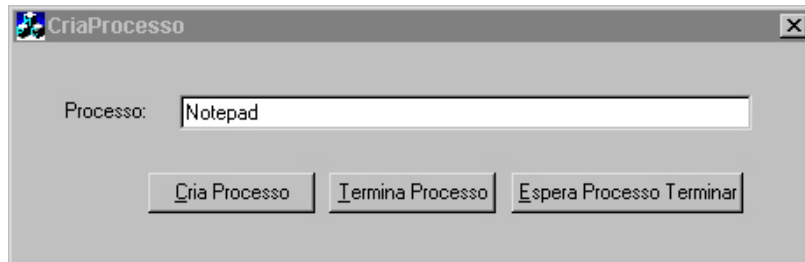 CriaProcesso
Processo: Notepad
Cria Processo Termina Processo Espera Processo Terminar